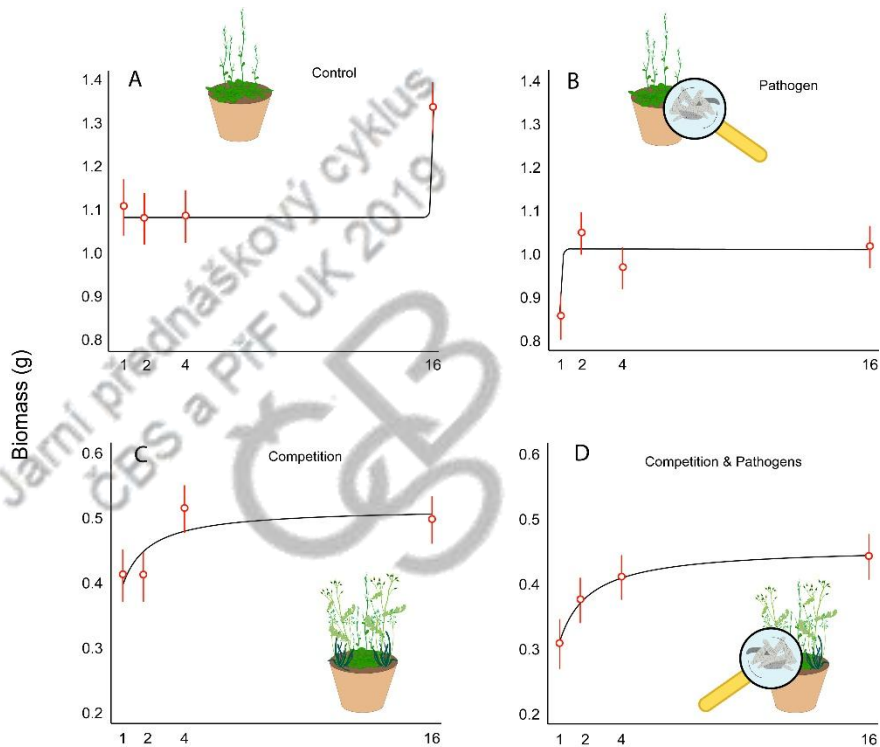 A
Control
1.4
1.3
1.2
1.1
1.0
0.9
0.8
1 2 4 16
B
Pathogen
1.4
1.3
1.2
1.1
1.0
0.9
0.8
1 2 4 16
Biomass (g)
C
Competition
0.6
0.5
0.4
0.3
0.2
1 2 4 16
D
Competition & Pathogens
0.6
0.5
0.4
0.3
0.2
1 2 4 16
Jarní přednáškový cyklus
ČBS a PřF UK 2019
ČBS